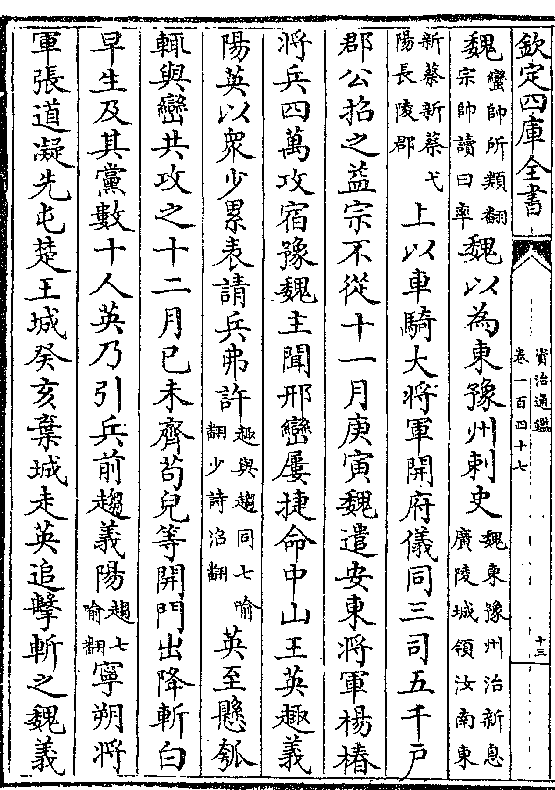 欽定四庫全書
資治通鑑
卷一百四十七
十三
魏蠻帥所類翻宗帥讀曰率魏以為東豫州刺史魏東豫州治新息廣陵城領汝南東
新蔡新蔡弋陽長陵郡上以車騎大將軍開府儀同三司五千戶
郡公招之益宗不從十一月庚寅魏遣安東將軍楊椿
將兵四萬攻宿豫魏主聞邢巒屢捷命中山王英趣義
陽英以衆少累表請兵弗許趣與趨同七喻翻少詩沼翻英至懸瓠
輒與巒共攻之十二月已未齊苟兒等開門出降斬白
早生及其黨數十人英乃引兵前趨義陽趨七喻翻寧朔將
軍張道凝先屯楚王城癸亥棄城走英追擊斬之魏義